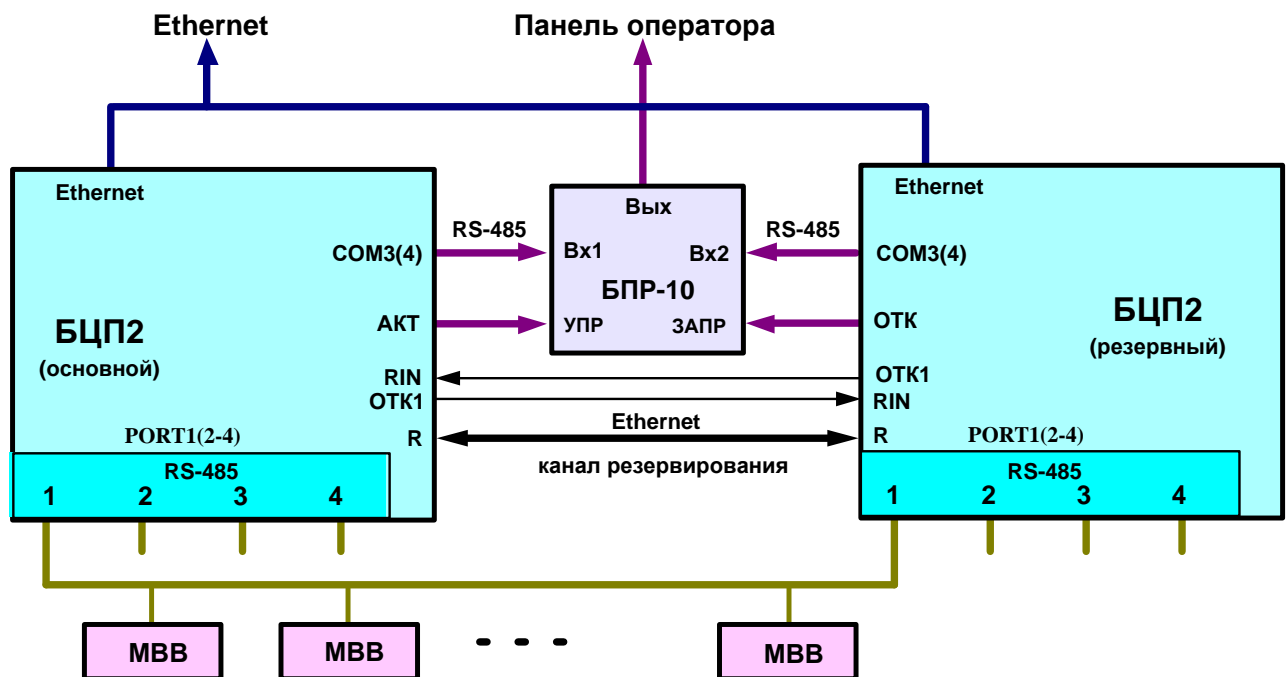 Ethernet
Панель оператора
Ethernet
Ethernet
Вых
RS-485
RS-485
COM3(4)
Вх1
Вх2
COM3(4)
БПР-10
БЦП2
(основной)
АКТ
УПР
ЗАПР
ОТК
БЦП2
(резервный)
RIN
ОТК1
ОТК1
RIN
Ethernet
R
R
канал резервирования
PORT1(2-4)
PORT1(2-4)
RS-485
RS-485
1 2 3 4
1 2 3 4
МВВ
МВВ
- - -
МВВ